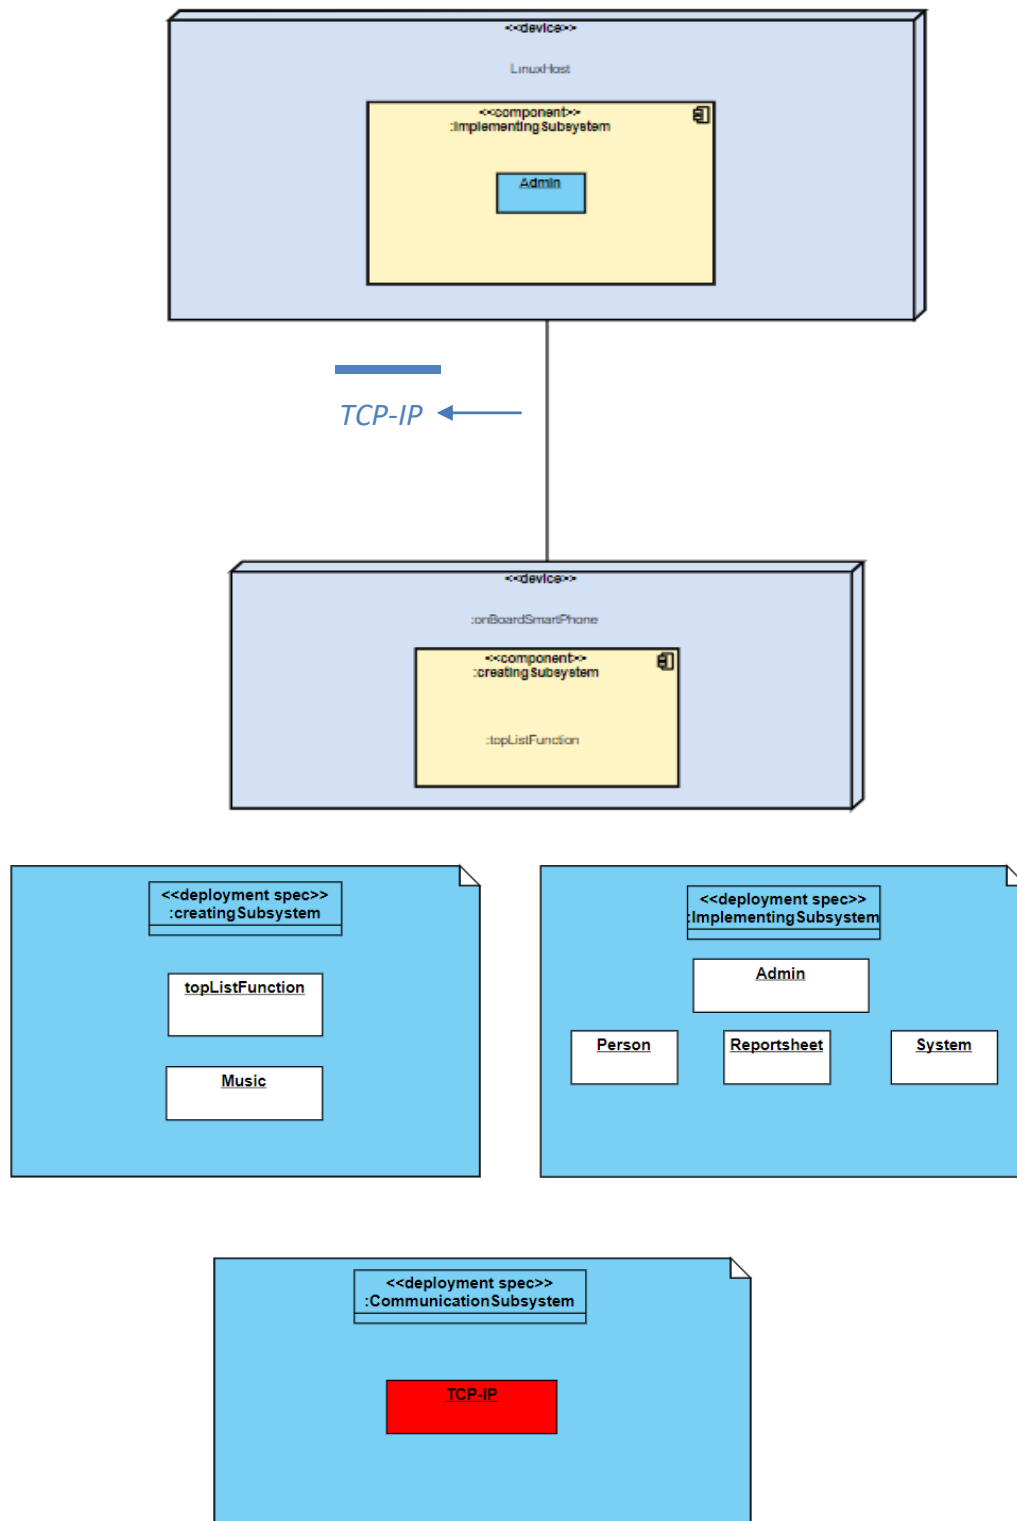 <<device>>
LinuxHost
<<component>>
:ImplementingSubsystem
Admin
TCP-IP
<<device>>
:onBoardSmartPhone
<<component>>
:creatingSubsystem
:topListFunction
<<deployment spec>>
:creatingSubsystem
topListFunction
Music
<<deployment spec>>
:ImplementingSubsystem
Admin
Person
Reportsheet
System
<<deployment spec>>
:CommunicationSubsystem
TCP-IP